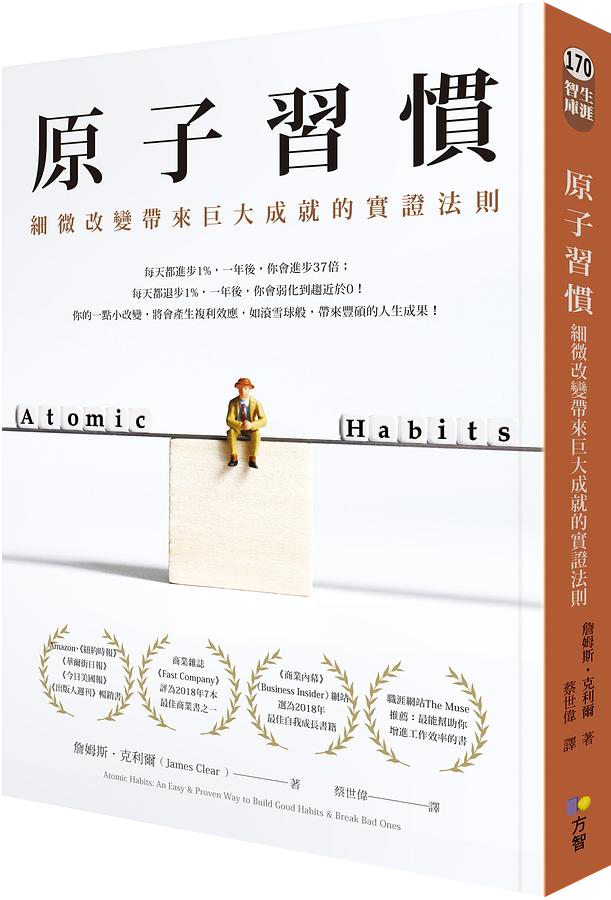 原子習慣
細微改變帶來巨大成就的實證法則
每天都進步1%，一年後，你會進步37倍；
每天都退步1%，一年後，你會弱化到趨近於0！
你的一點小改變，將會產生複利效應，如滾雪球般，帶來豐碩的人生成果！
Atomic Habits
Amazon・《紐約時報》
《華爾街日報》
《今日美國報》
《出版人週刊》暢銷書
商業雜誌
《Fast Company》
評為2018年7本
最佳商業書之一
《商業內幕》
（Business Insider）網站
選為2018年
最佳自我成長書籍
職涯網站The Muse
推薦：最能幫助你
增進工作效率的書
詹姆斯・克利爾（James Clear）——著
蔡世偉——譯
Atomic Habits: An Easy & Proven Way to Build Good Habits & Break Bad Ones
170
生涯
智庫
原子習慣
細微改變帶來巨大成就的實證法則
詹姆斯・克利爾 著
蔡世偉 譯
方智